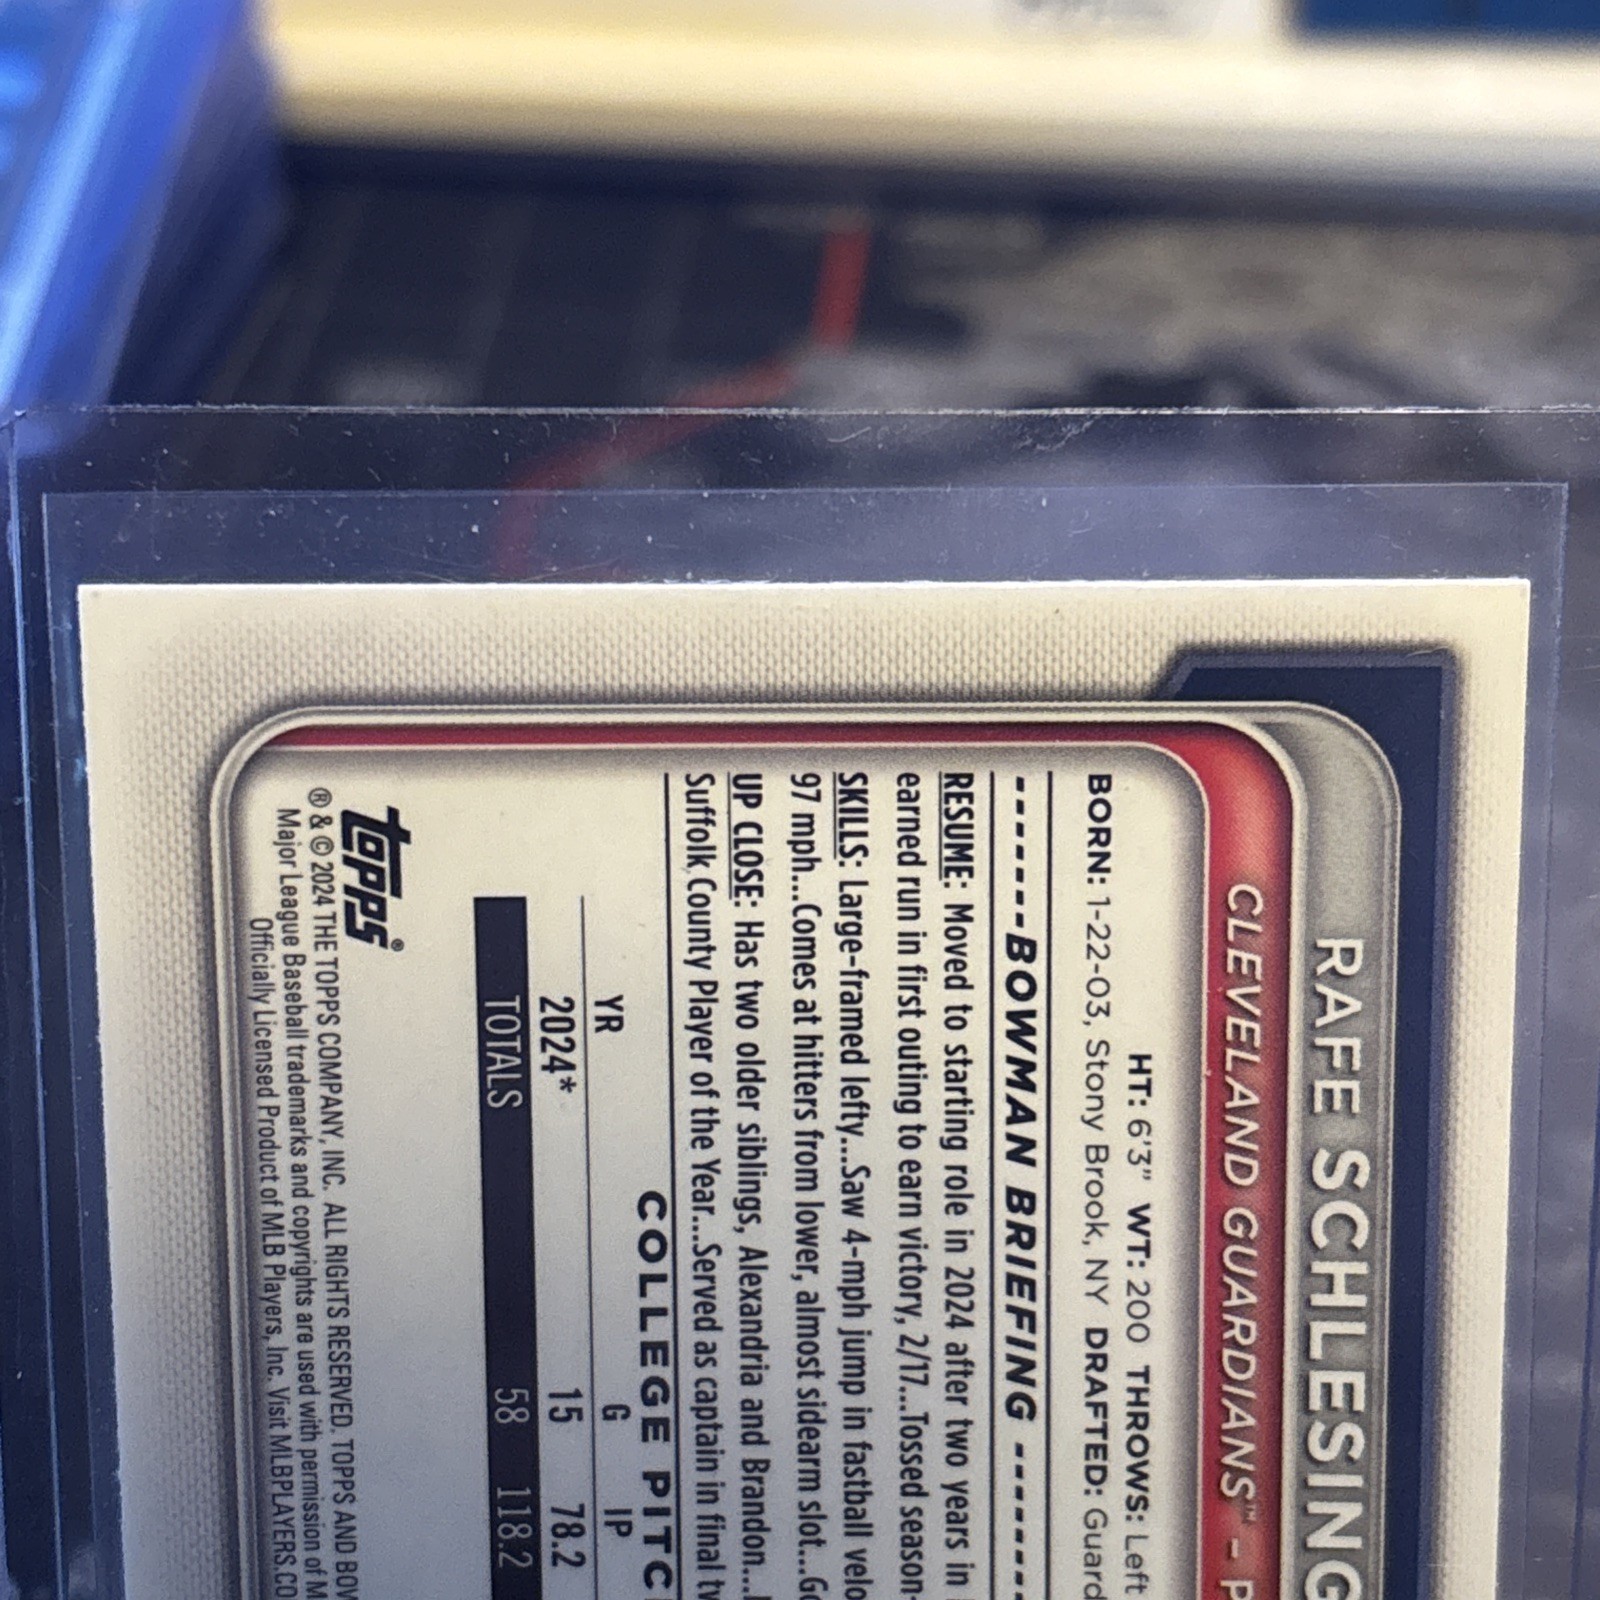 RAFE SCHLESING
CLEVELAND GUARDIANS™ – P
HT: 6'3" WT: 200 THROWS: Left
BORN: 1-22-03, Stony Brook, NY DRAFTED: Guard
------BOWMAN BRIEFING ------
RESUME: Moved to starting role in 2024 after two years in
earned run in first outing to earn victory, 2/17...Tossed season-
SKILLS: Large-framed lefty...Saw 4-mph jump in fastball velo
97 mph...Comes at hitters from lower, almost sidearm slot...Go
UP CLOSE: Has two older siblings, Alexandria and Brandon...
Suffolk County Player of the Year...Served as captain in final tw
COLLEGE PITC
YR G IP
2024* 15 78.2
TOTALS 58 118.2
topps®
® & © 2024 THE TOPPS COMPANY, INC. ALL RIGHTS RESERVED. TOPPS AND BOW
Major League Baseball trademarks and copyrights are used with permission of M
Officially Licensed Product of MLB Players, Inc. Visit MLBPLAYERS.CO